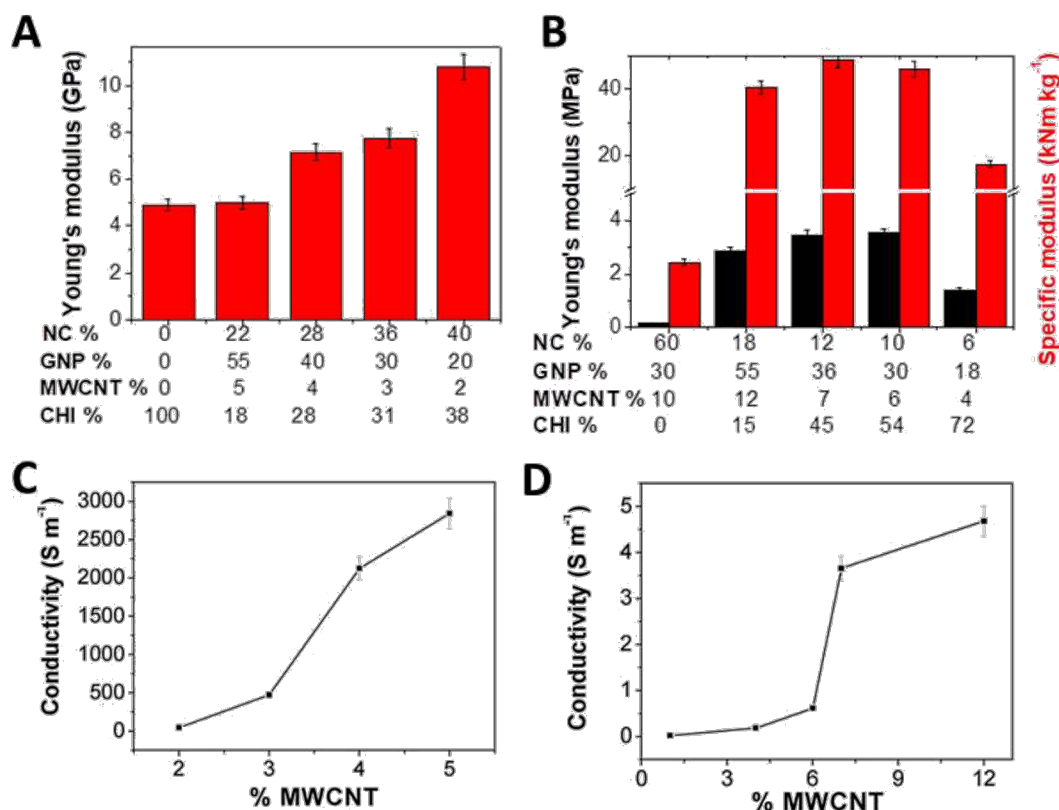 A
Young's modulus (GPa)
10
8
6
4
2
0
NC % 0 22 28 36 40
GNP % 0 55 40 30 20
MWCNT % 0 5 4 3 2
CHI % 100 18 28 31 38
B
Young's modulus (MPa)
40
20
4
2
0
Specific modulus (kNm kg⁻¹)
NC % 60 18 12 10 6
GNP % 30 55 36 30 18
MWCNT % 10 12 7 6 4
CHI % 0 15 45 54 72
C
Conductivity (S m⁻¹)
3000
2500
2000
1500
1000
500
0
2 3 4 5
% MWCNT
D
Conductivity (S m⁻¹)
5
4
3
2
1
0
0 3 6 9 12
% MWCNT